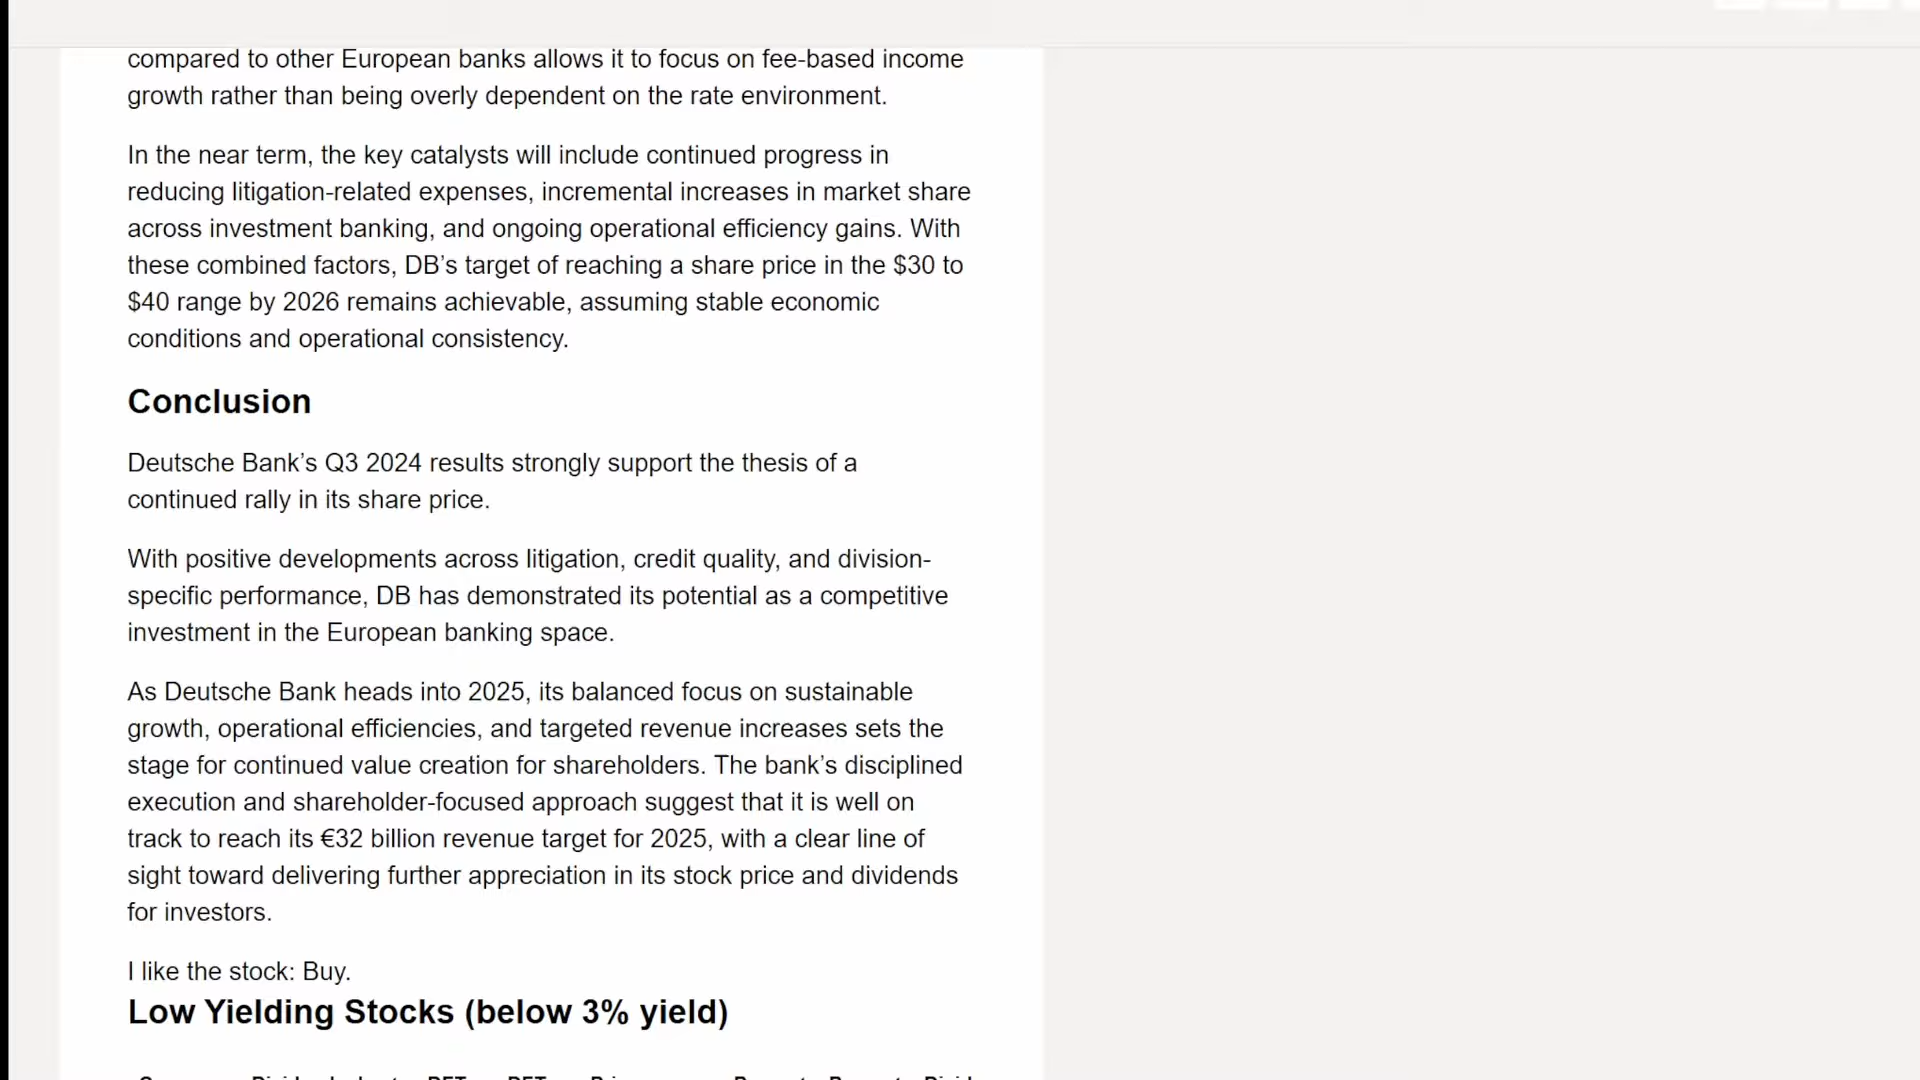 compared to other European banks allows it to focus on fee-based income
growth rather than being overly dependent on the rate environment.
In the near term, the key catalysts will include continued progress in
reducing litigation-related expenses, incremental increases in market share
across investment banking, and ongoing operational efficiency gains. With
these combined factors, DB’s target of reaching a share price in the $30 to
$40 range by 2026 remains achievable, assuming stable economic
conditions and operational consistency.
Conclusion
Deutsche Bank’s Q3 2024 results strongly support the thesis of a
continued rally in its share price.
With positive developments across litigation, credit quality, and division-
specific performance, DB has demonstrated its potential as a competitive
investment in the European banking space.
As Deutsche Bank heads into 2025, its balanced focus on sustainable
growth, operational efficiencies, and targeted revenue increases sets the
stage for continued value creation for shareholders. The bank’s disciplined
execution and shareholder-focused approach suggest that it is well on
track to reach its €32 billion revenue target for 2025, with a clear line of
sight toward delivering further appreciation in its stock price and dividends
for investors.
I like the stock: Buy.
Low Yielding Stocks (below 3% yield)